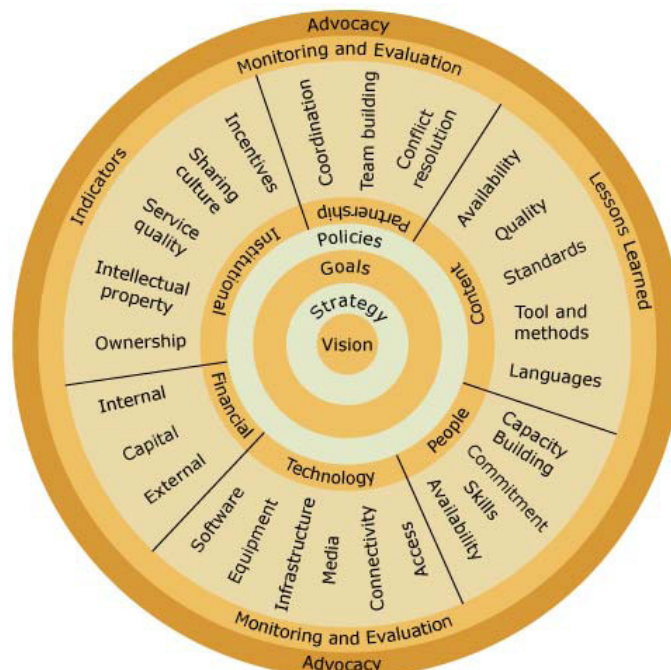 Advocacy
Monitoring and Evaluation
Indicators
Lessons Learned
Incentives
Sharing
culture
Service
quality
Intellectual
property
Ownership
Coordination
Team building
Conflict
resolution
Availability
Quality
Standards
Tool and
methods
Languages
Institutional
Partnership
Content
Policies
Goals
Strategy
Vision
Financial
Technology
People
Internal
Capital
External
Software
Equipment
Infrastructure
Media
Connectivity
Access
Capacity
Building
Commitment
Skills
Availability
Monitoring and Evaluation
Advocacy